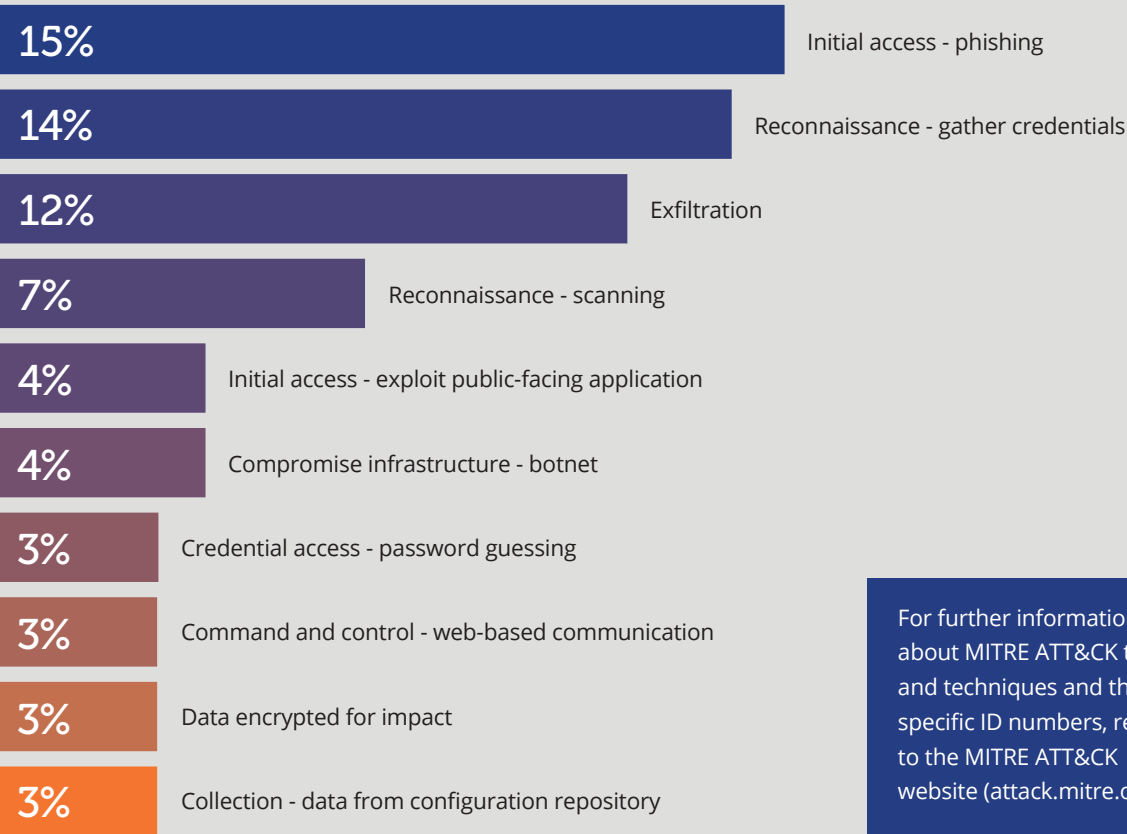 15% Initial access - phishing
14% Reconnaissance - gather credentials
12% Exfiltration
7% Reconnaissance - scanning
4% Initial access - exploit public-facing application
4% Compromise infrastructure - botnet
3% Credential access - password guessing
3% Command and control - web-based communication
3% Data encrypted for impact
3% Collection - data from configuration repository
For further
about MITRE ATT&CK
and techniques and
specific ID numbers,
to the MITRE ATT&CK
website